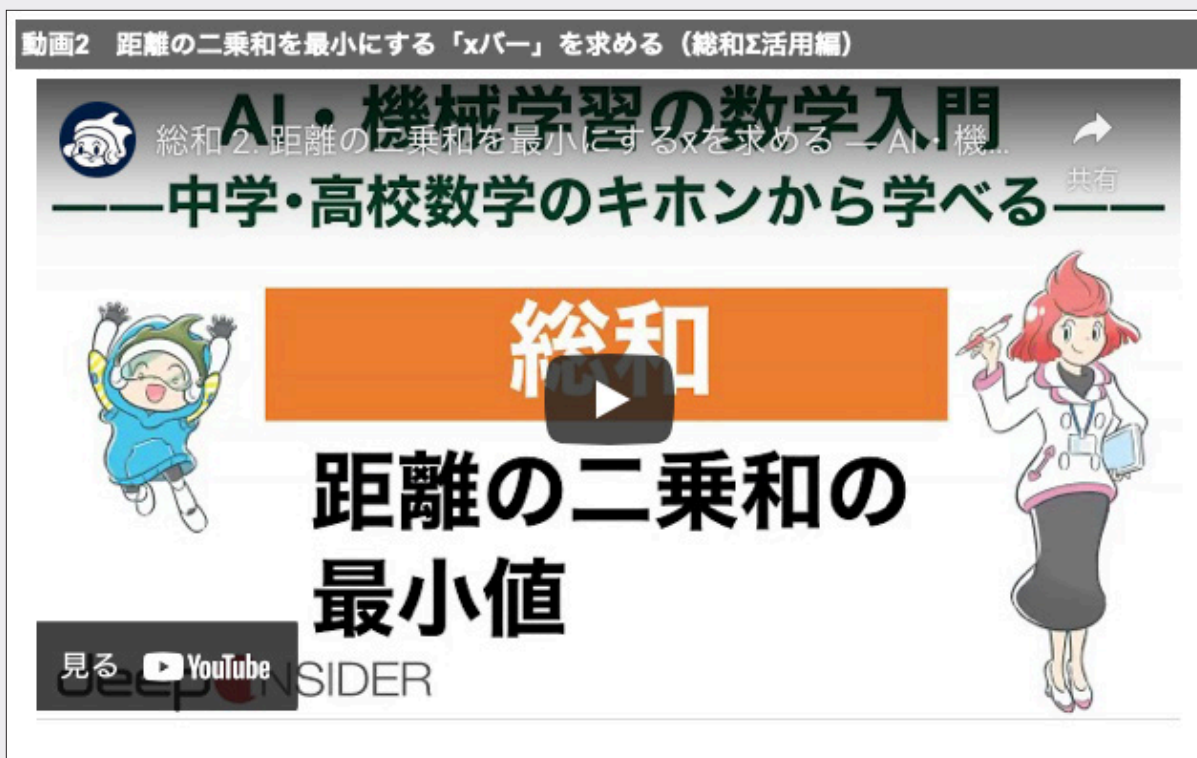 動画2 距離の二乗和を最小にする「xバー」を求める（総和Σ活用編）
AI・機械学習の数学入門
総和 2. 距離の二乗和を最小にするxを求める — AI・機...
共有
——中学・高校数学のキホンから学べる——
総和
距離の二乗和の
最小値
見る YouTube
deep INSIDER